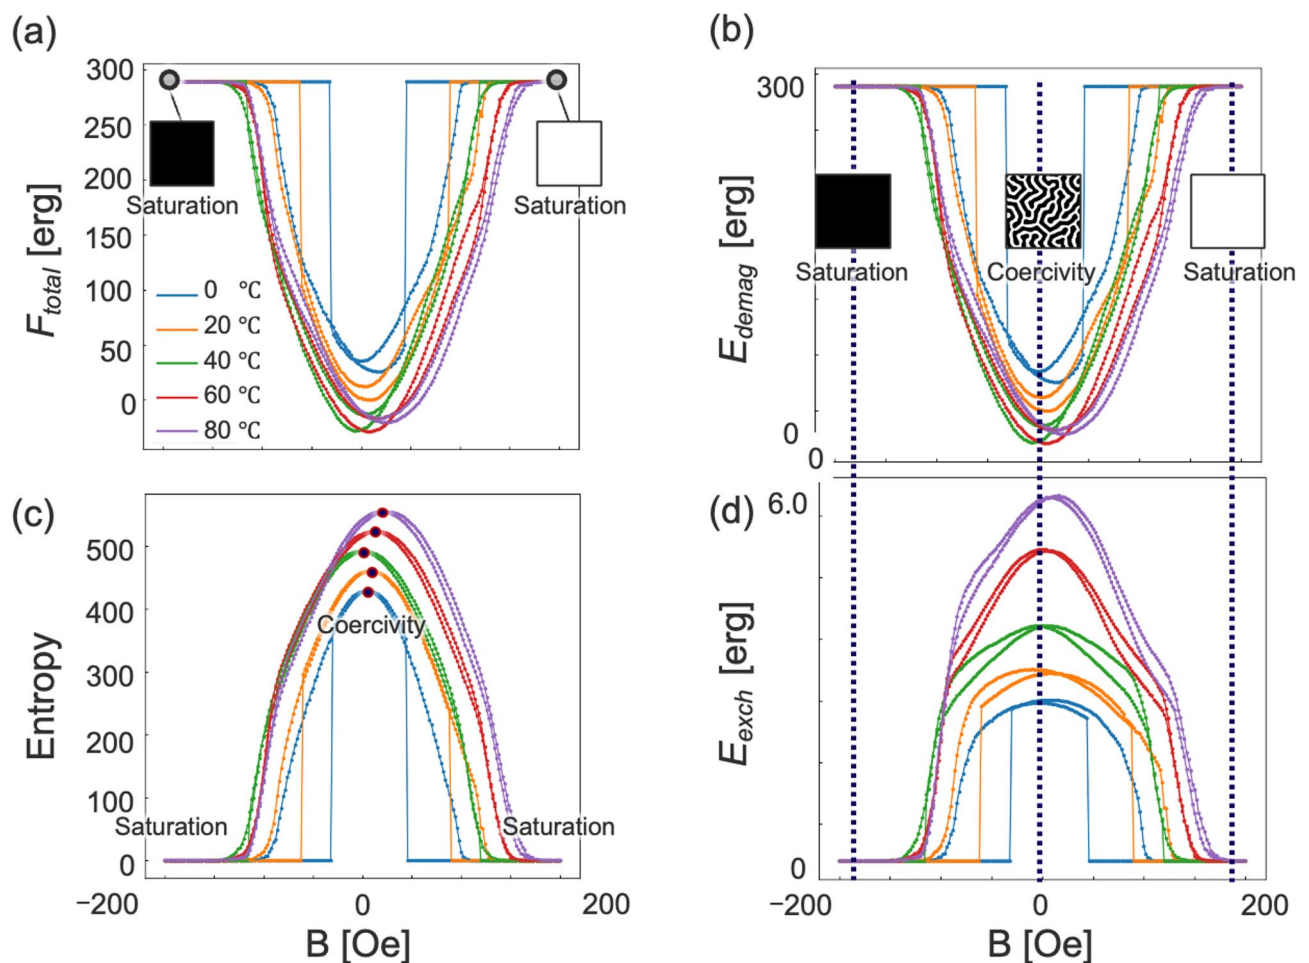 (a)
300
250
200
150
100
50
0
F_total [erg]
Saturation
Saturation
0 ℃
20 ℃
40 ℃
60 ℃
80 ℃
(b)
300
0
0
E_demag [erg]
Saturation
Coercivity
Saturation
(c)
500
400
300
200
100
0
Entropy
Coercivity
Saturation
Saturation
−200
0
200
B [Oe]
(d)
6.0
0
E_exch [erg]
−200
0
200
B [Oe]